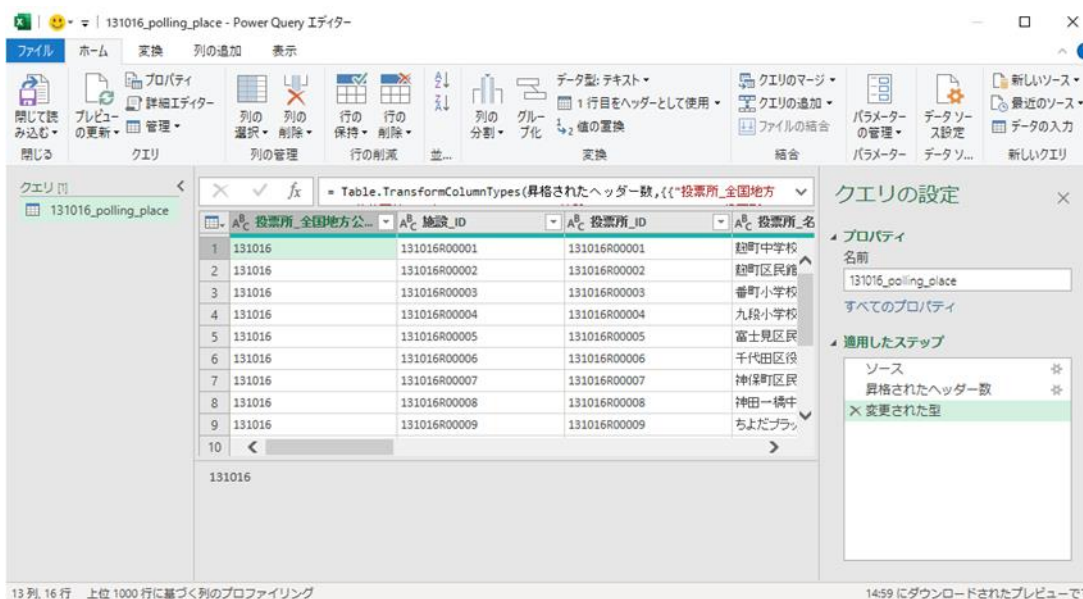 131016_polling_place - Power Query エディター
ファイル ホーム 変換 列の追加 表示
閉じて読み込む
プレビューの更新
プロパティ
詳細エディター
管理
列の選択
列の削除
行の保持
行の削除
列の分割
グループ化
データ型: テキスト
1 行目をヘッダーとして使用
値の置換
クエリのマージ
クエリの追加
ファイルの結合
パラメーターの管理
データ ソース設定
新しいソース
最近のソース
データの入力
閉じる クエリ 列の管理 行の削減 並... 変換 結合 パラメーター データ ソ... 新しいクエリ
クエリ [1]
131016_polling_place
fx = Table.TransformColumnTypes(昇格されたヘッダー数,{{"投票所_全国地方
投票所_全国地方公... 施設_ID 投票所_ID 投票所_名
1 131016 131016R00001 131016R00001 麹町中学校
2 131016 131016R00002 131016R00002 麹町区民館
3 131016 131016R00003 131016R00003 番町小学校
4 131016 131016R00004 131016R00004 九段小学校
5 131016 131016R00005 131016R00005 富士見区民
6 131016 131016R00006 131016R00006 千代田区役
7 131016 131016R00007 131016R00007 神保町区民
8 131016 131016R00008 131016R00008 神田一橋中
9 131016 131016R00009 131016R00009 ちよだプラッ
10
131016
クエリの設定
プロパティ
名前
131016_polling_place
すべてのプロパティ
適用したステップ
ソース
昇格されたヘッダー数
変更された型
13 列、16 行 上位 1000 行に基づく列のプロファイリング
14:59 にダウンロードされたプレビューで